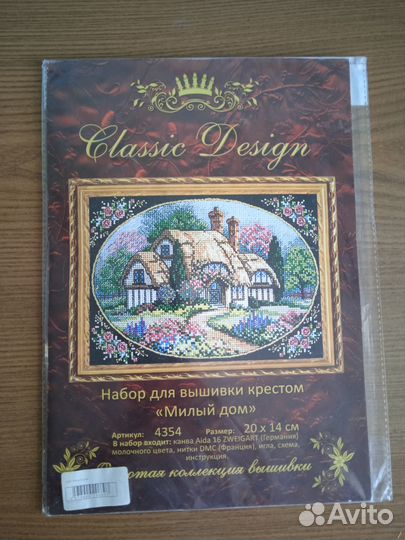 Classic Design
Набор для вышивки крестом
«Милый дом»
Артикул: 4354 Размер: 20 х 14 см
В набор входит: канва Aida 16 ZWEIGART (Германия)
молочного цвета, нитки DMC (Франция), игла, схема,
инструкция.
коллекция вышивки
Avito